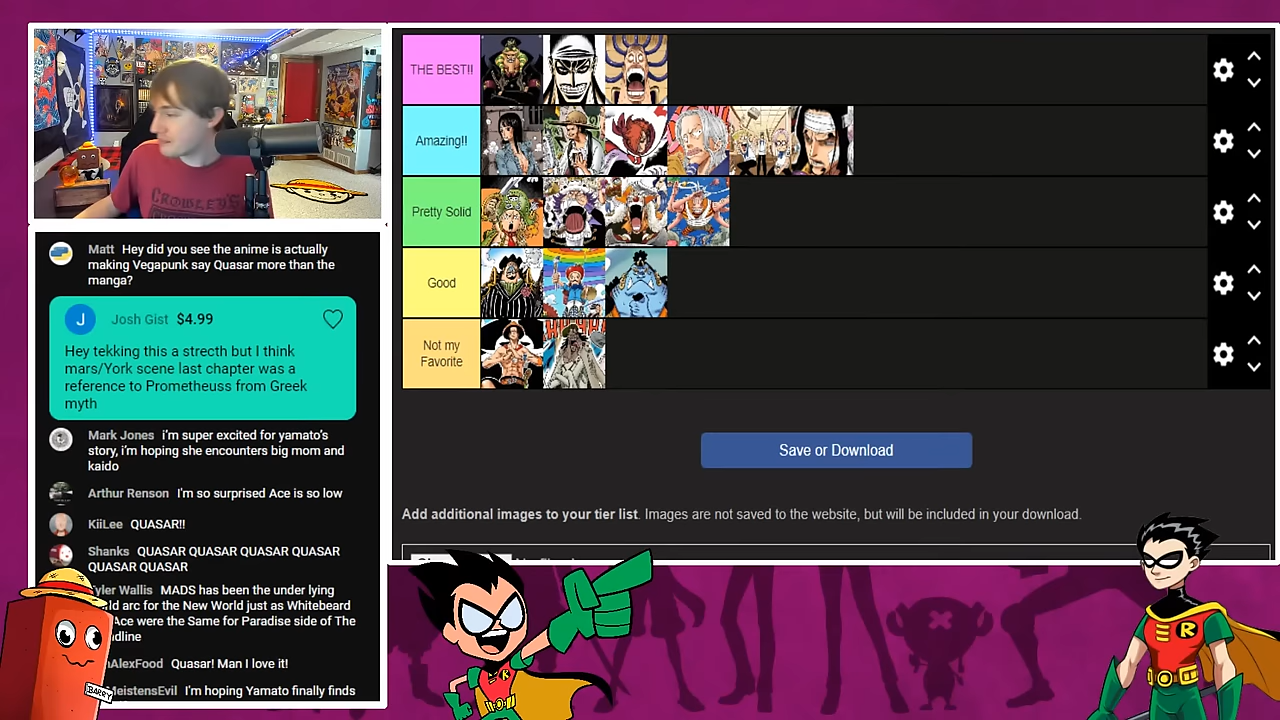 THE BEST!!
Amazing!!
Pretty Solid
Good
Not my
Favorite
Save or Download
Add additional images to your tier list. Images are not saved to the website, but will be included in your download.
CROWLEYS
Matt Hey did you see the anime is actually
making Vegapunk say Quasar more than the
manga?
J Josh Gist $4.99
Hey tekking this a strecth but I think
mars/York scene last chapter was a
reference to Prometheuss from Greek
myth
Mark Jones i'm super excited for yamato's
story, i'm hoping she encounters big mom and
kaido
Arthur Renson I'm so surprised Ace is so low
KiiLee QUASAR!!
Shanks QUASAR QUASAR QUASAR QUASAR
QUASAR QUASAR
Tyler Wallis MADS has been the under lying
arc for the New World just as Whitebeard
Ace were the Same for Paradise side of The
AlexFood Quasar! Man I love it!
MeistensEvil I'm hoping Yamato finally finds
BARRY
R
R